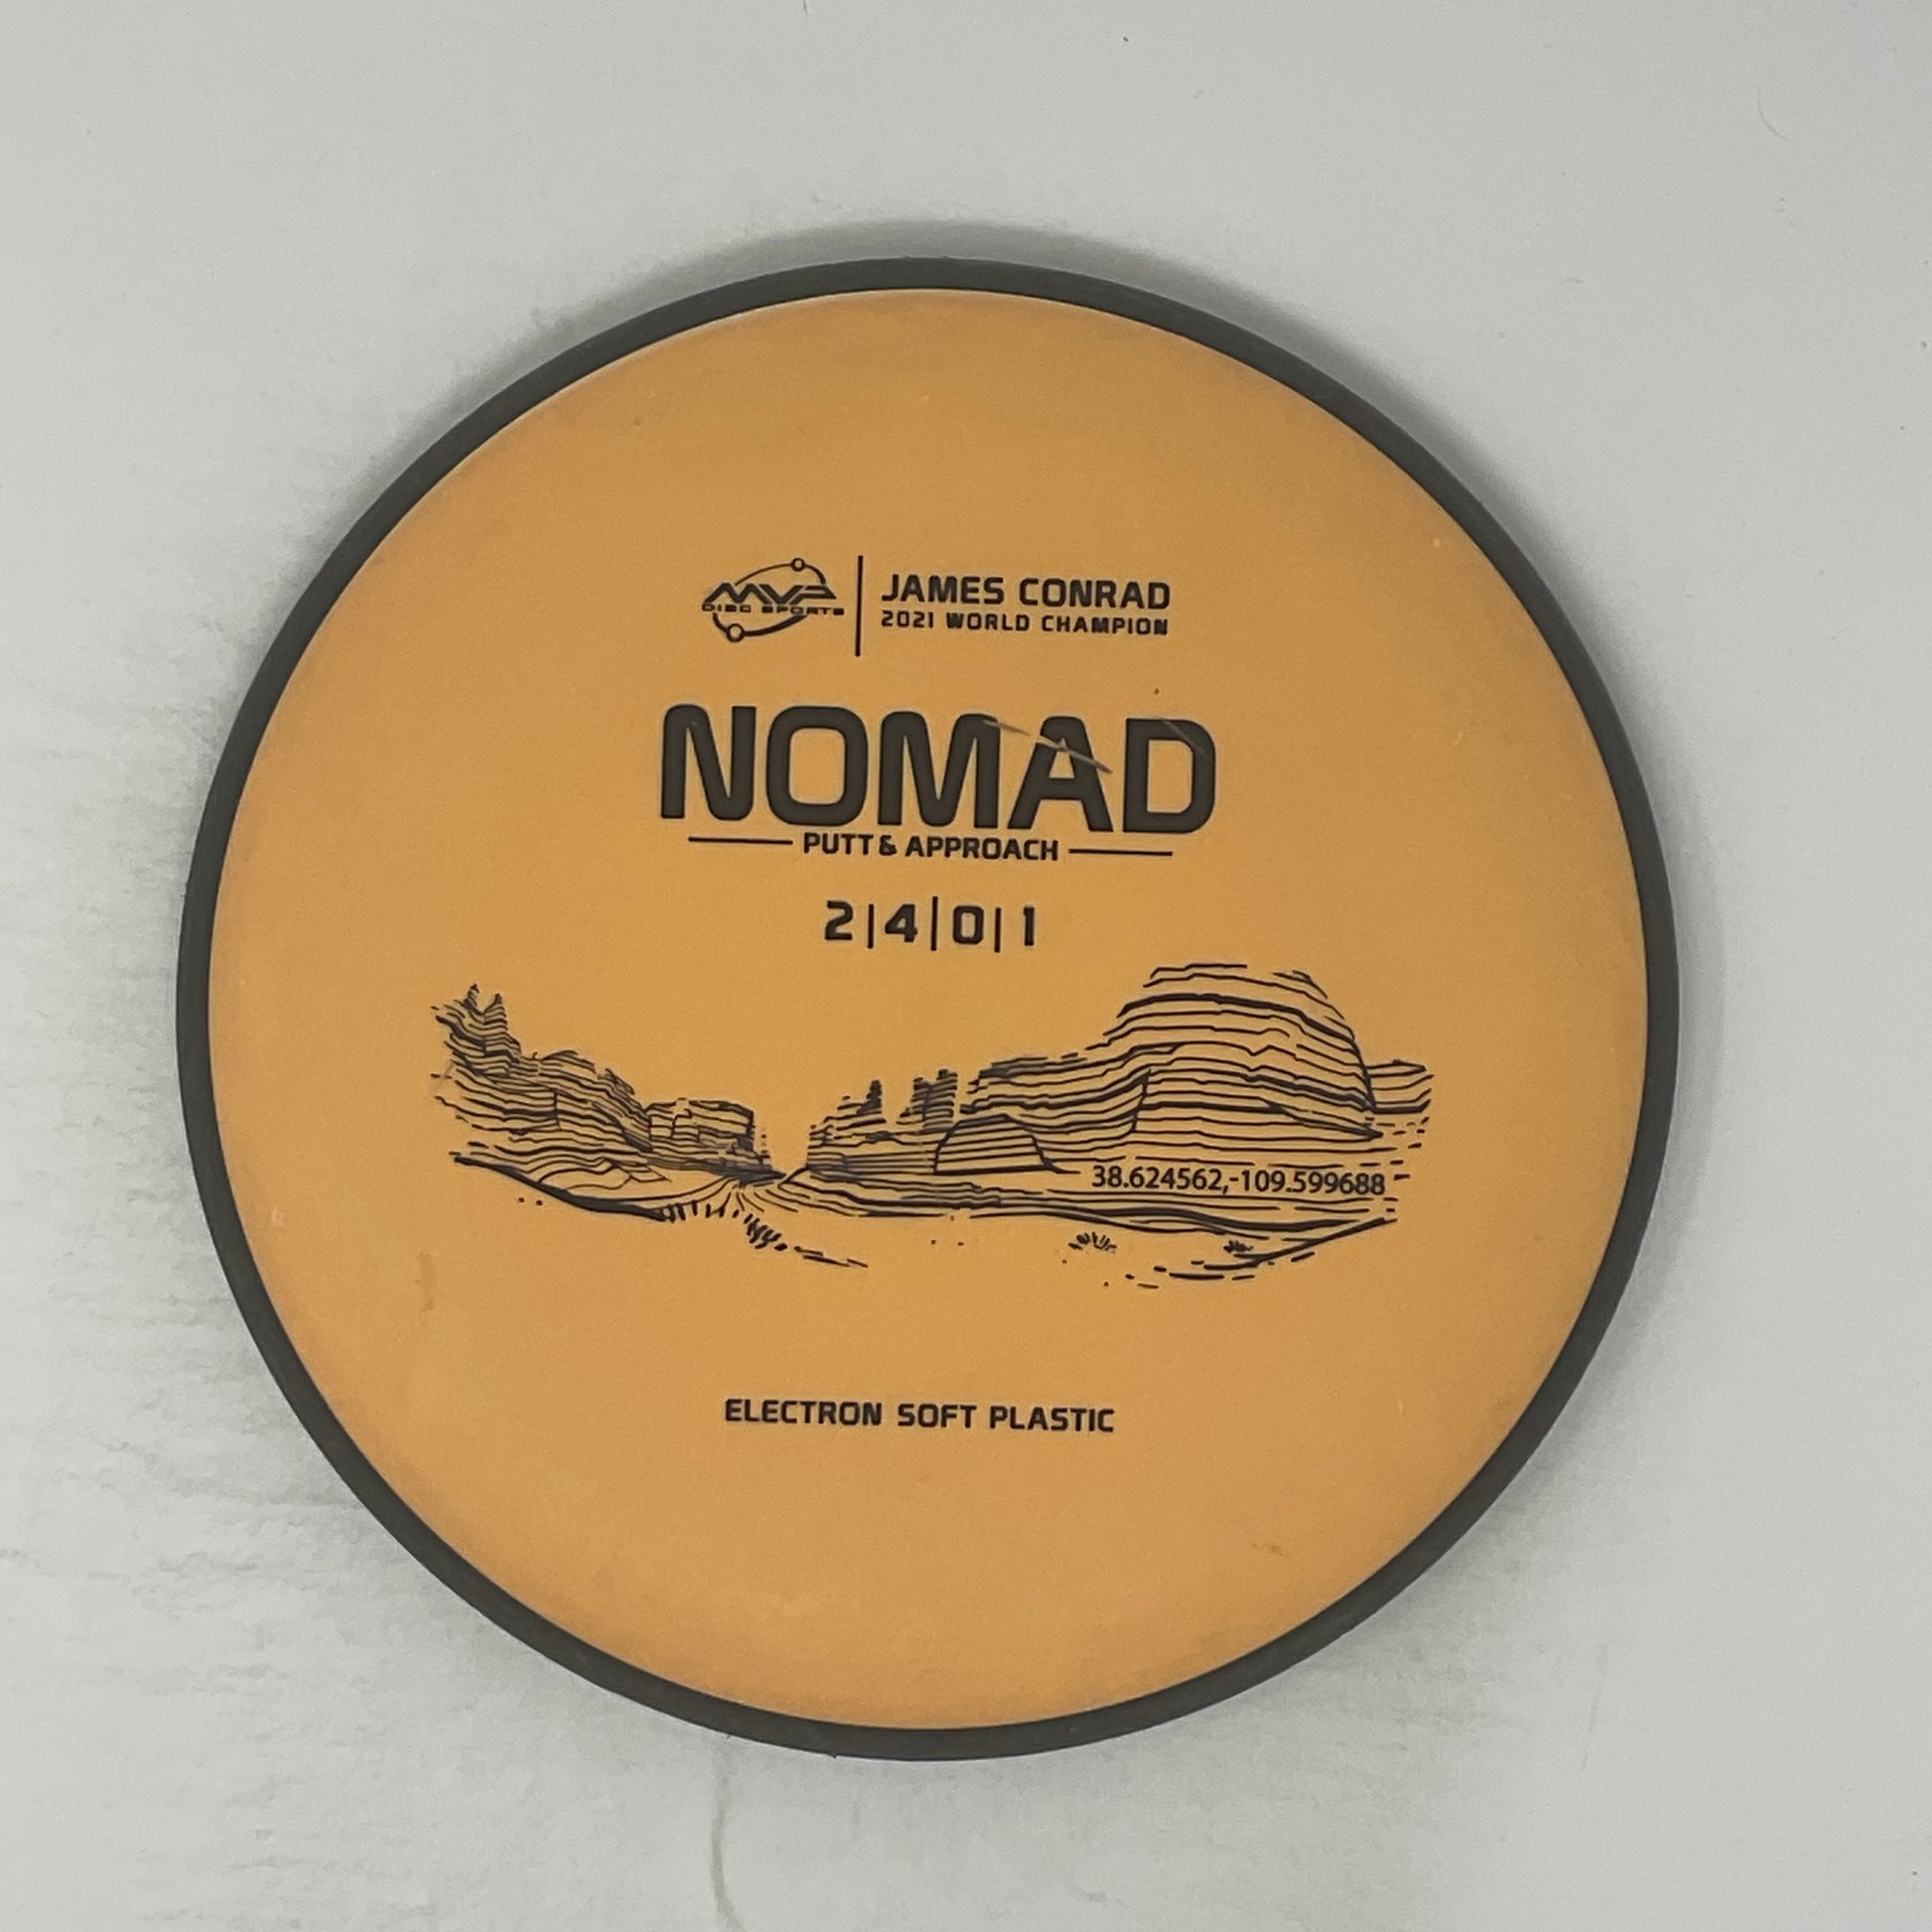 MVP
DISC SPORTS
JAMES CONRAD
2021 WORLD CHAMPION
NOMAD
PUTT & APPROACH
2|4|0|1
38.624562,-109.599688
ELECTRON SOFT PLASTIC